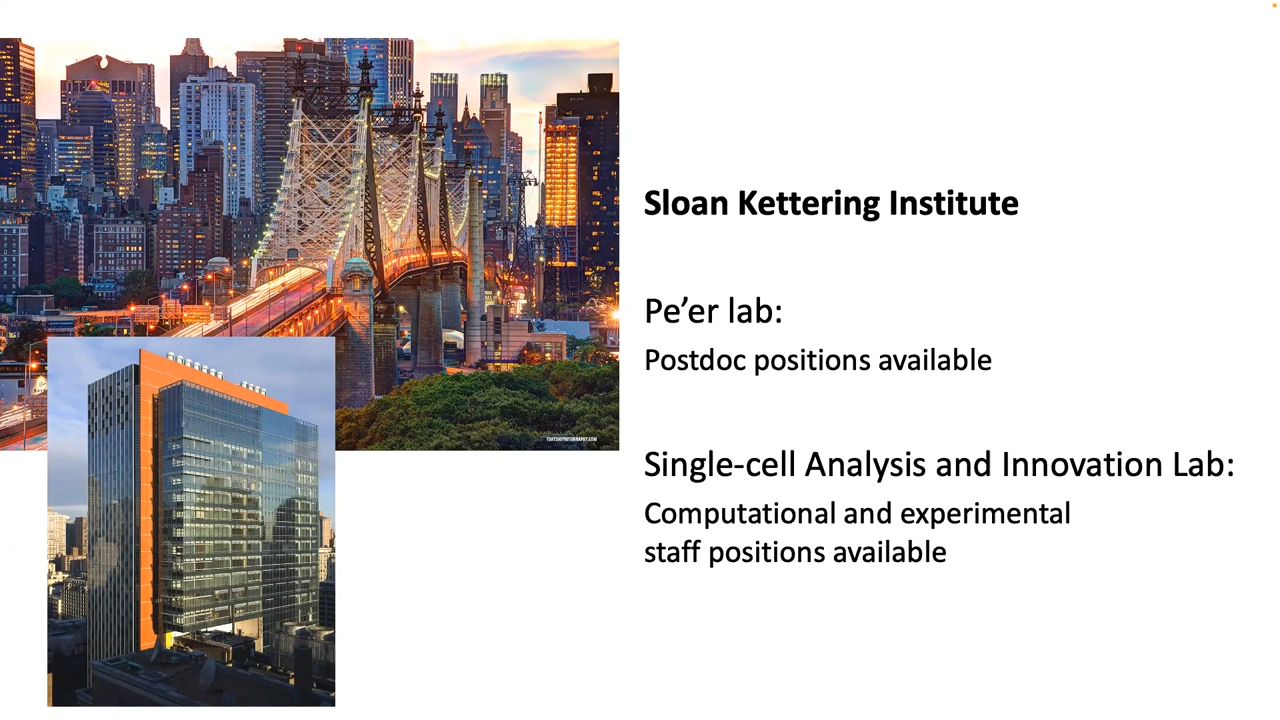 Sloan Kettering Institute
Pe’er lab:
Postdoc positions available
Single-cell Analysis and Innovation Lab:
Computational and experimental
staff positions available